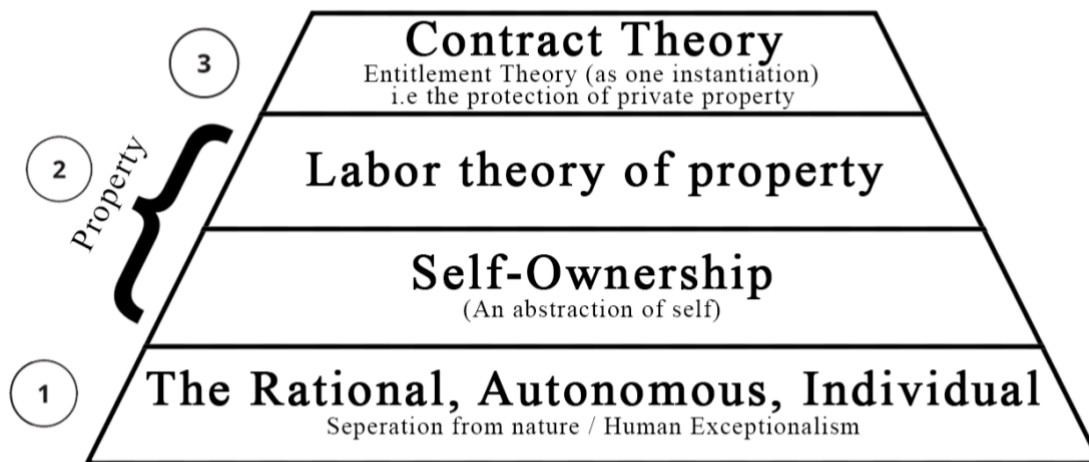 3
Contract Theory
Entitlement Theory (as one instantiation)
i.e the protection of private property
2
Property
Labor theory of property
Self-Ownership
(An abstraction of self)
1
The Rational, Autonomous, Individual
Seperation from nature / Human Exceptionalism